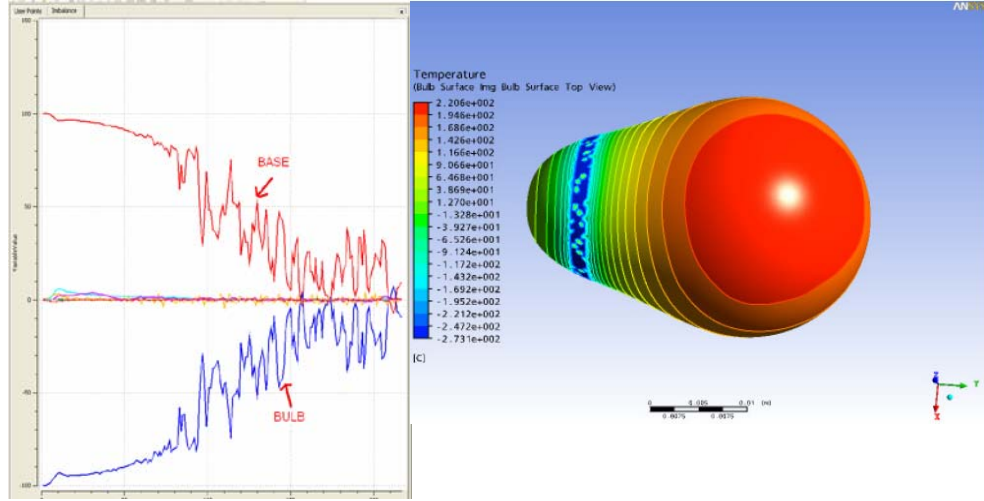 User Points Imbalance
100
50
0
-50
-100
Variable Value
BASE
BULB
Temperature
(Bulb Surface Img Bulb Surface Top View)
2.206e+002
1.946e+002
1.686e+002
1.426e+002
1.166e+002
9.066e+001
6.468e+001
3.869e+001
1.270e+001
-1.328e+001
-3.927e+001
-6.526e+001
-9.124e+001
-1.172e+002
-1.432e+002
-1.692e+002
-1.952e+002
-2.212e+002
-2.472e+002
-2.731e+002
[C]
0 0.005 0.01 (m)
0.0025 0.0075
Z
Y
X